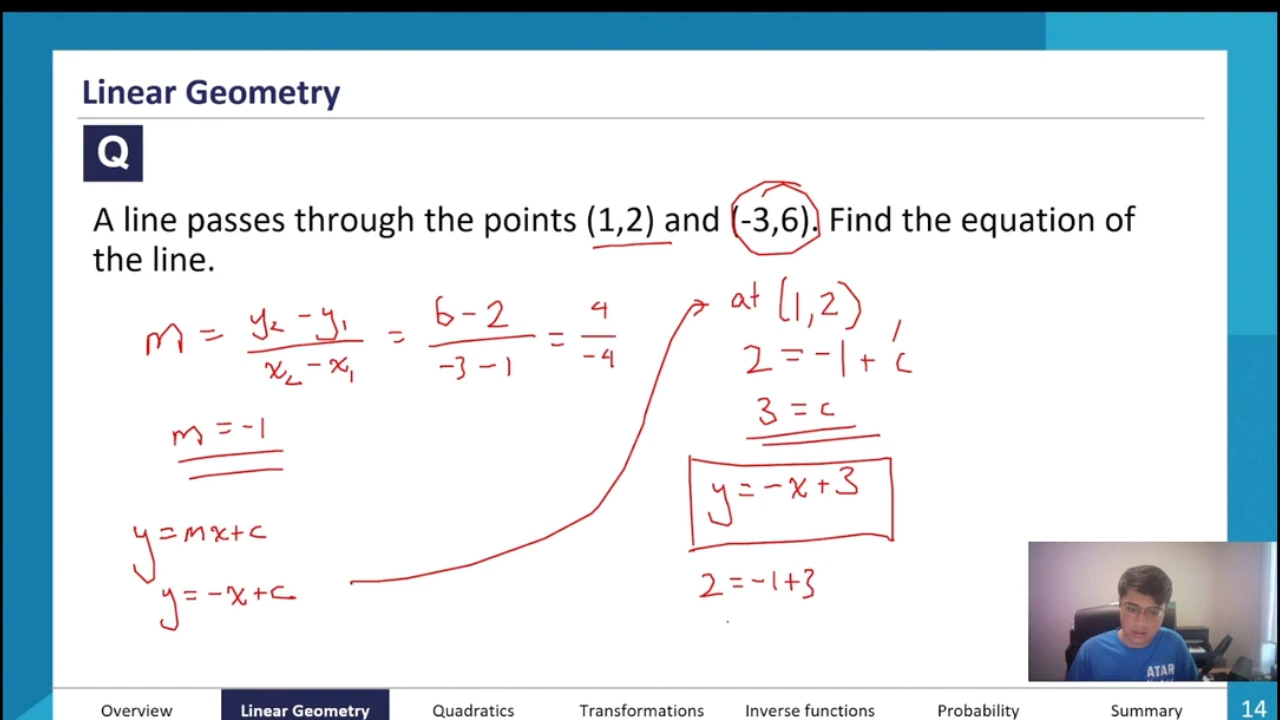 Linear Geometry
Q
A line passes through the points (1,2) and (-3,6). Find the equation of
the line.
m = y₂ - y₁ / x₂ - x₁ = 6 - 2 / -3 - 1 = 4 / -4
m = -1
y = mx + c
y = -x + c
at (1,2)
2 = -1 + c
3 = c
y = -x + 3
2 = -1 + 3
ATAR
Overview Linear Geometry Quadratics Transformations Inverse functions Probability Summary 14